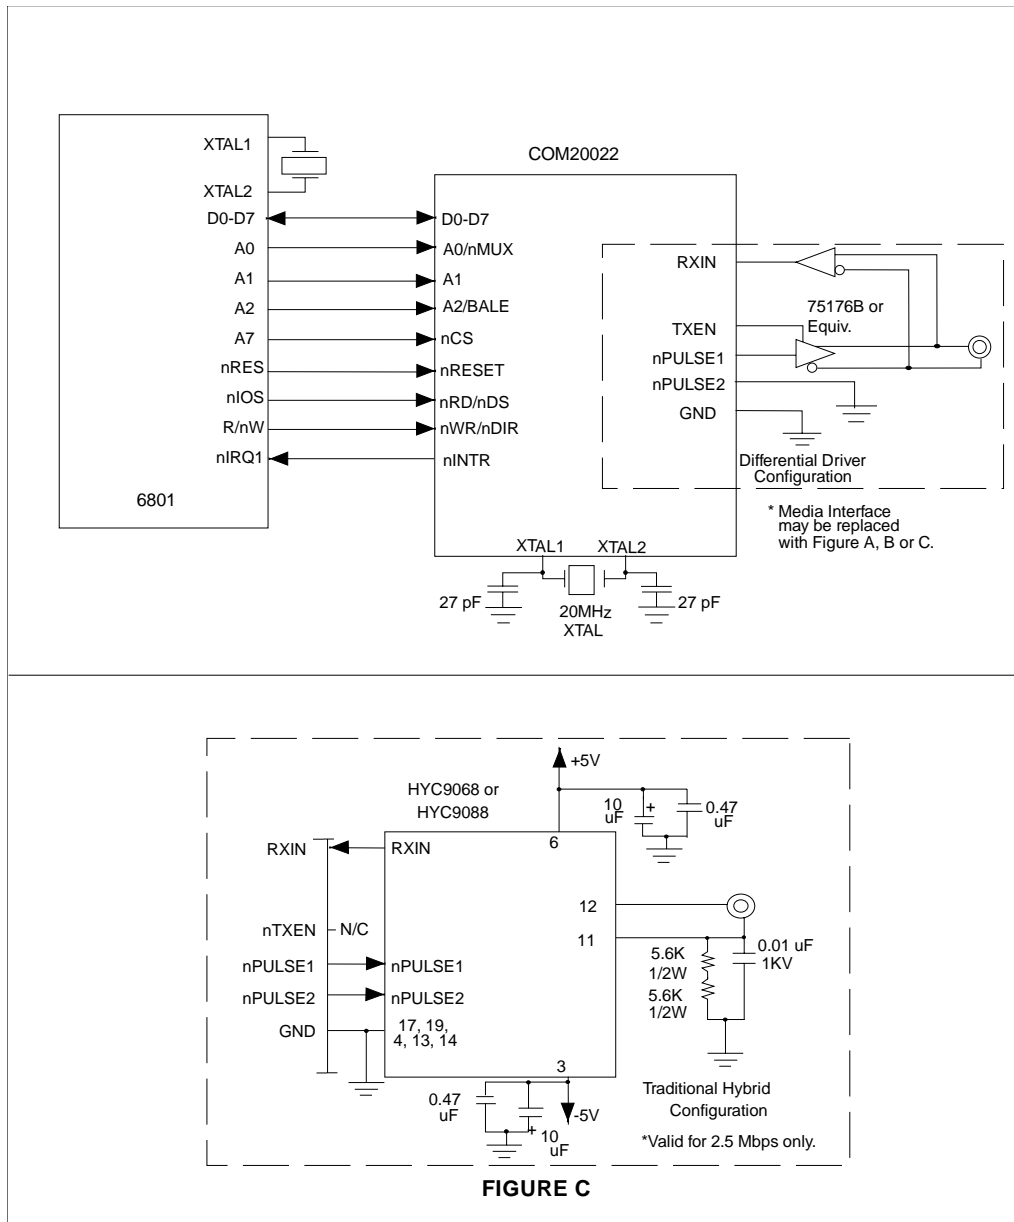 XTAL1
XTAL2
D0-D7
A0
A1
A2
A7
nRES
nIOS
R/nW
nIRQ1
6801
COM20022
D0-D7
A0/nMUX
A1
A2/BALE
nCS
nRESET
nRD/nDS
nWR/nDIR
nINTR
XTAL1
XTAL2
RXIN
TXEN
nPULSE1
nPULSE2
GND
75176B or
Equiv.
Differential Driver
Configuration
* Media Interface
may be replaced
with Figure A, B or C.
27 pF
20MHz
XTAL
27 pF
+5V
HYC9068 or
HYC9088
10
uF
+
0.47
uF
6
RXIN
RXIN
nTXEN
N/C
nPULSE1
nPULSE1
nPULSE2
nPULSE2
GND
17, 19,
4, 13, 14
12
11
5.6K
1/2W
5.6K
1/2W
0.01 uF
1KV
3
0.47
uF
+
10
uF
-5V
Traditional Hybrid
Configuration
*Valid for 2.5 Mbps only.
FIGURE C